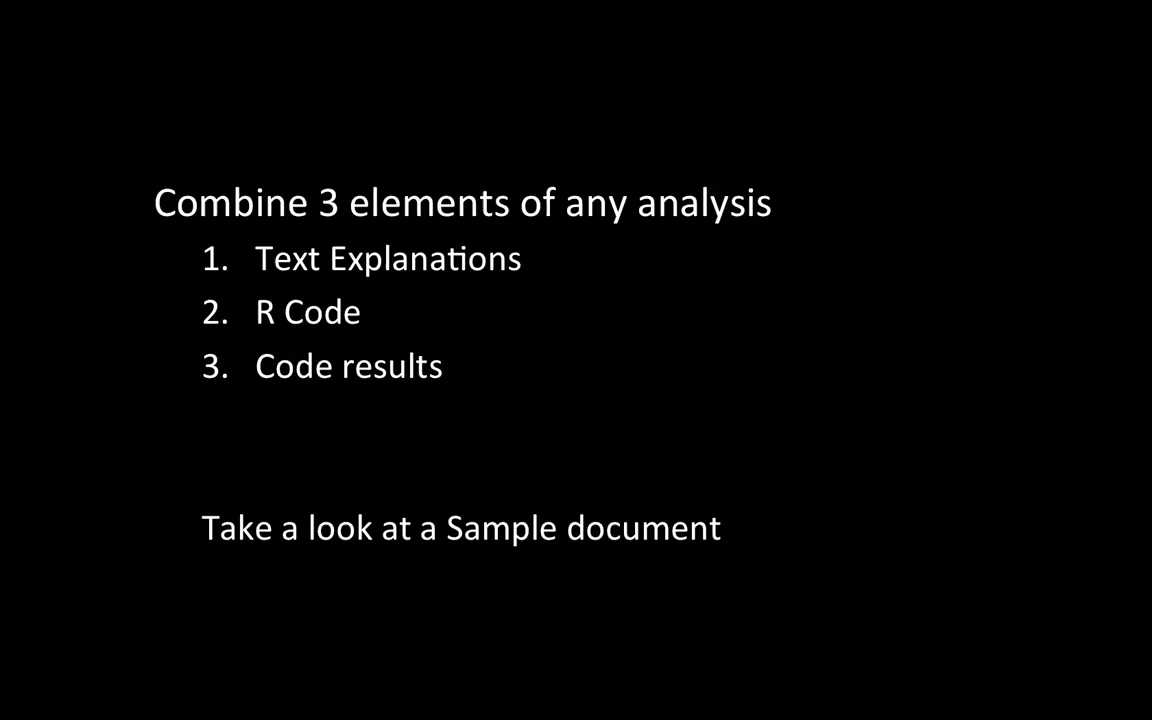 Combine 3 elements of any analysis
1. Text Explanations
2. R Code
3. Code results
Take a look at a Sample document